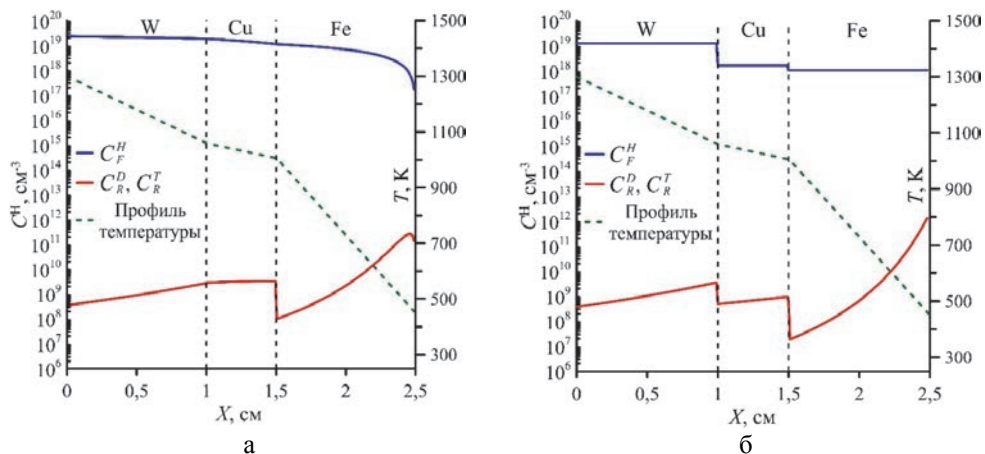 W Cu Fe
10^20
10^19
10^18
10^17
10^16
10^15
10^14
10^13
10^12
10^11
10^10
10^9
10^8
10^7
10^6
C^H, см^-3
C_F^H
C_R^D, C_R^T
Профиль
температуры
1500
1300
1100
900
700
500
300
T, К
0 0,5 1 1,5 2 2,5
X, см
а
W Cu Fe
10^20
10^19
10^18
10^17
10^16
10^15
10^14
10^13
10^12
10^11
10^10
10^9
10^8
10^7
10^6
C^H, см^-3
C_F^H
C_R^D, C_R^T
Профиль
температуры
1500
1300
1100
900
700
500
300
T, К
0 0,5 1 1,5 2 2,5
X, см
б